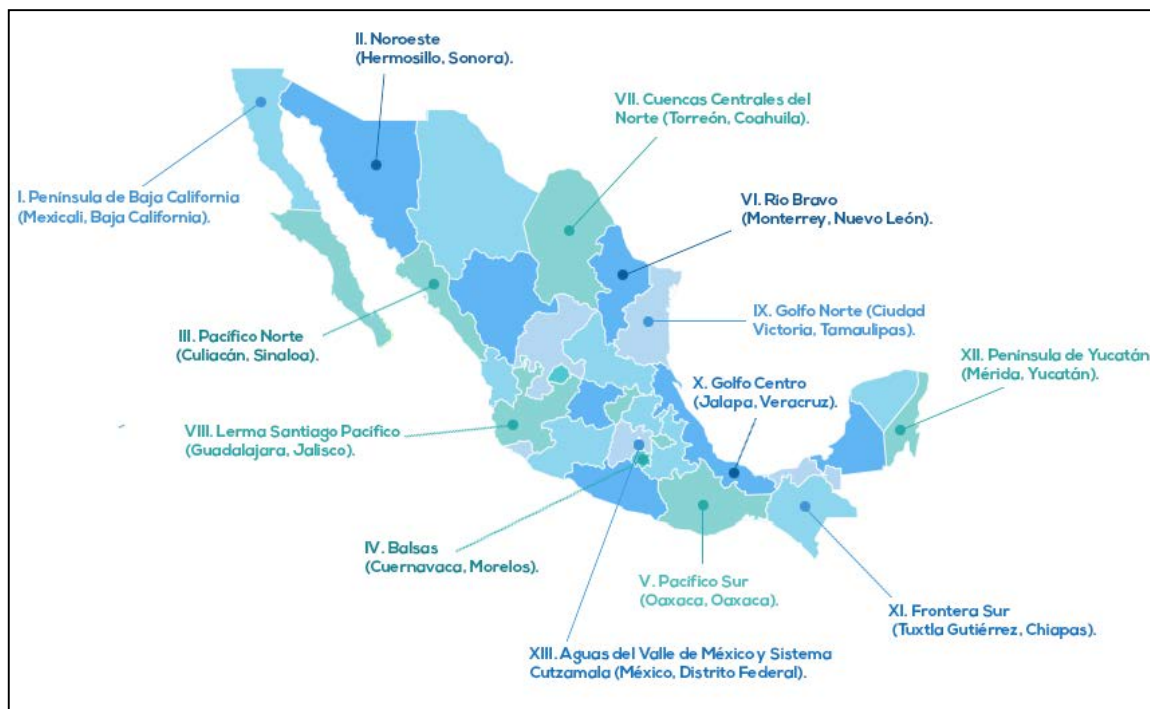 II. Noroeste
(Hermosillo, Sonora).
VII. Cuencas Centrales del
Norte (Torreón, Coahuila).
I. Península de Baja California
(Mexicali, Baja California).
VI. Rio Bravo
(Monterrey, Nuevo León).
III. Pacífico Norte
(Culiacán, Sinaloa).
IX. Golfo Norte (Ciudad
Victoria, Tamaulipas).
XII. Península de Yucatán
(Mérida, Yucatán).
X. Golfo Centro
(Jalapa, Veracruz).
VIII. Lerma Santiago Pacifico
(Guadalajara, Jalisco).
IV. Balsas
(Cuernavaca, Morelos).
V. Pacifico Sur
(Oaxaca, Oaxaca).
XI. Frontera Sur
(Tuxtla Gutiérrez, Chiapas).
XIII. Aguas del Valle de México y Sistema
Cutzamala (México, Distrito Federal).